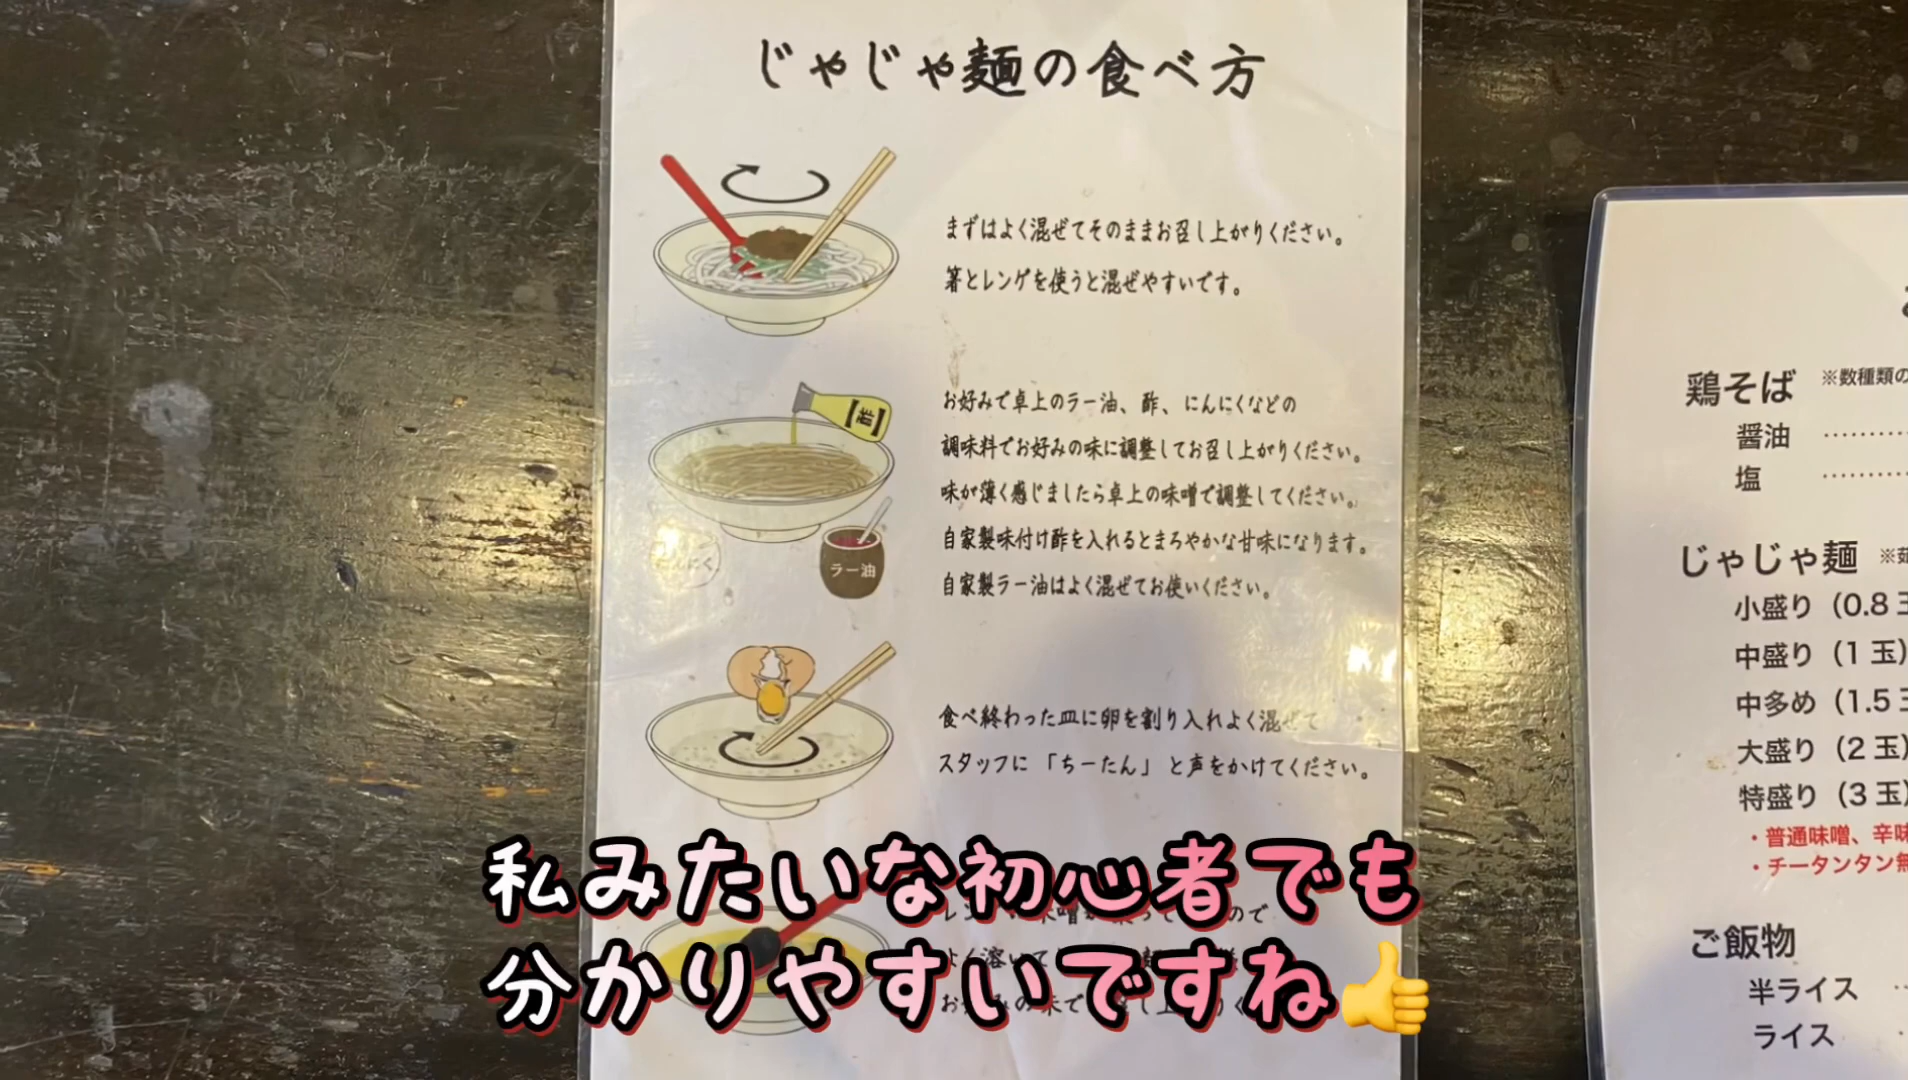 じゃじゃ麺の食べ方
まずはよく混ぜてそのままお召し上がりください。
箸とレンゲを使うと混ぜやすいです。
【酢】
お好みで卓上のラー油、酢、にんにくなどの
調味料でお好みの味に調整してお召し上がりください。
味が薄く感じましたら卓上の味噌で調整してください。
自家製味付け酢を入れるとまろやかな甘味になります。
自家製ラー油はよく混ぜてお使いください。
にんにく
ラー油
食べ終わった皿に卵を割り入れよく混ぜて
スタッフに「ちーたん」と声をかけてください。
私みたいな初心者でも
分かりやすいですね👍
鶏そば ※数種類の
醤油
塩
じゃじゃ麺
小盛り（0.8
中盛り（1 玉）
中多め（1.5
大盛り（2 玉）
特盛り（3 玉）
・普通味噌、辛味
・チータンタン無
ご飯物
半ライス
ライス